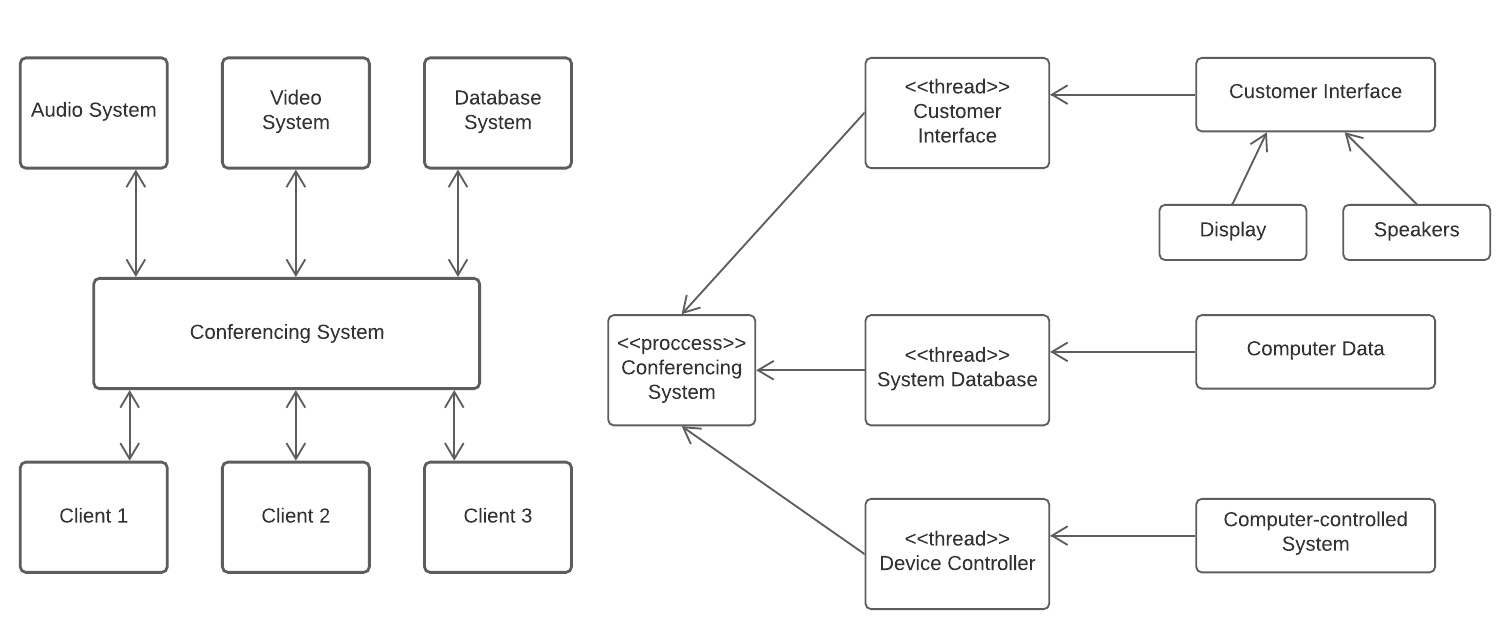 Audio System
Video
System
Database
System
Conferencing System
Client 1
Client 2
Client 3
<<thread>>
Customer
Interface
Customer Interface
Display
Speakers
<<proccess>>
Conferencing
System
<<thread>>
System Database
Computer Data
<<thread>>
Device Controller
Computer-controlled
System